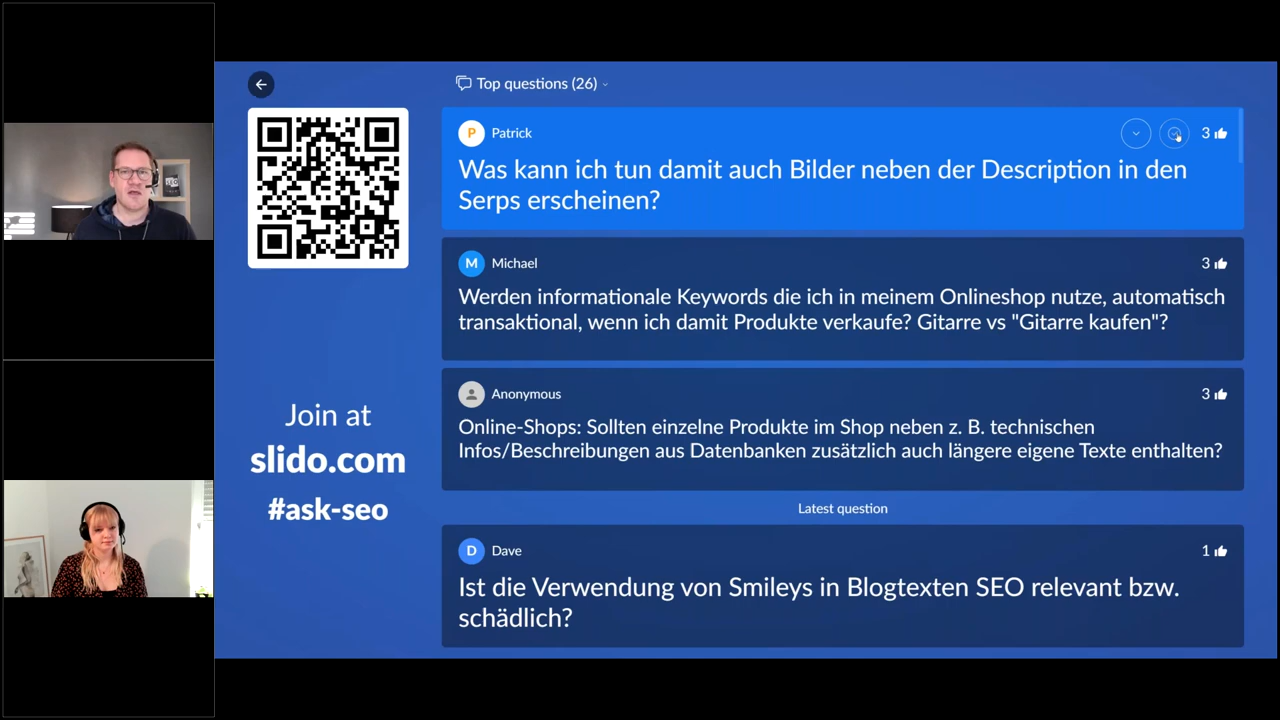 Top questions (26)
P Patrick
3
Was kann ich tun damit auch Bilder neben der Description in den
Serps erscheinen?
M Michael
3
Werden informationale Keywords die ich in meinem Onlineshop nutze, automatisch
transaktional, wenn ich damit Produkte verkaufe? Gitarre vs "Gitarre kaufen"?
Anonymous
3
Online-Shops: Sollten einzelne Produkte im Shop neben z. B. technischen
Infos/Beschreibungen aus Datenbanken zusätzlich auch längere eigene Texte enthalten?
Join at
slido.com
#ask-seo
Latest question
D Dave
1
Ist die Verwendung von Smileys in Blogtexten SEO relevant bzw.
schädlich?